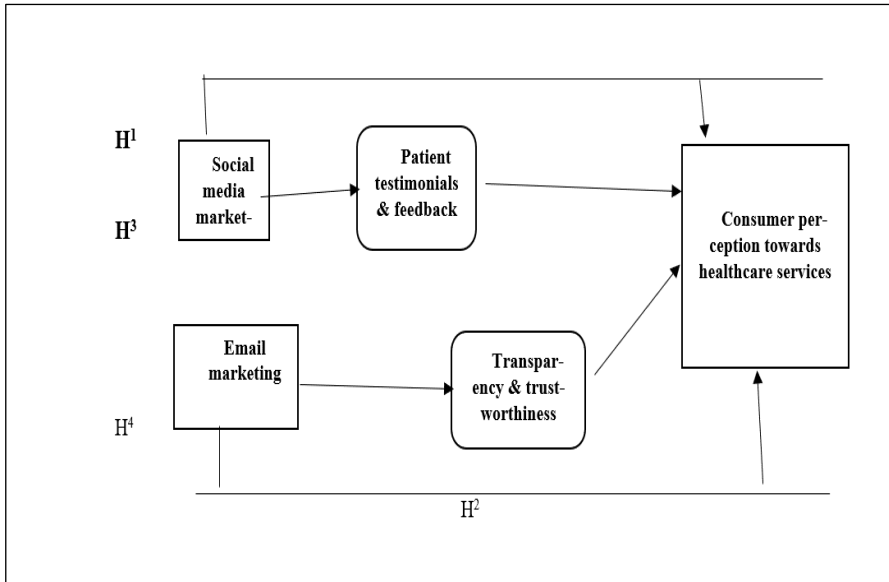 H¹
Social
media
market-
Patient
testimonials
& feedback
H³
Consumer per-
ception towards
healthcare services
Email
marketing
Transpar-
ency & trust-
worthiness
H⁴
H²